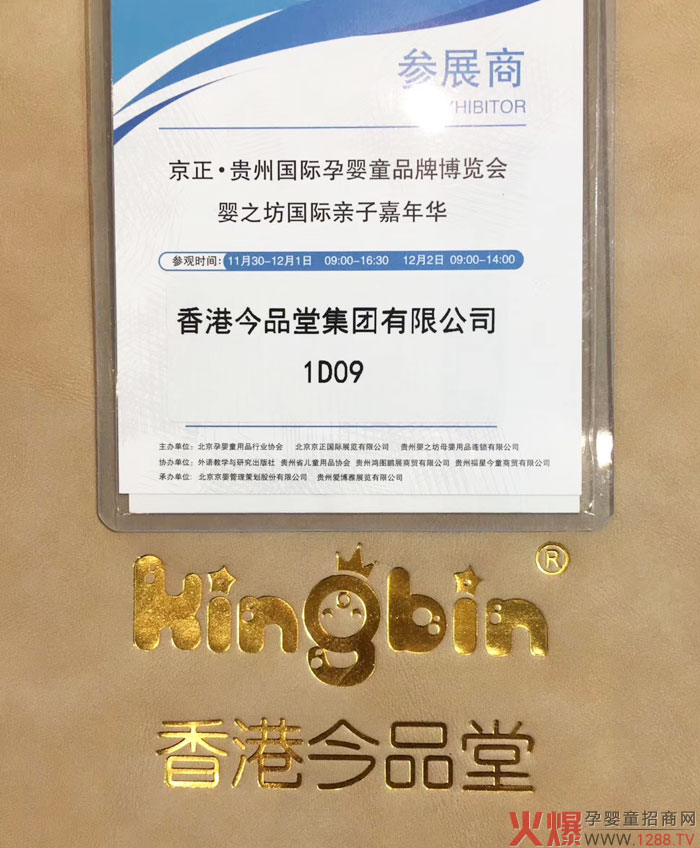 参展商
XHIBITOR
京正·贵州国际孕婴童品牌博览会
婴之坊国际亲子嘉年华
参观时间: 11月30-12月1日 09:00-16:30 12月2日 09:00-14:00
香港今品堂集团有限公司
1D09
主办单位: 北京孕婴童用品行业协会 北京京正国际展览有限公司 贵州婴之坊母婴用品连锁有限公司
协办单位: 外语教学与研究出版社 贵州省儿童用品协会 贵州鸿图鹏展商贸有限公司 贵州福星今童商贸有限公司
承办单位: 北京京婴管理策划股份有限公司 贵州爱博雅展览有限公司
kingbin®
香港今品堂
火爆孕婴童招商网
WWW.1288.TV